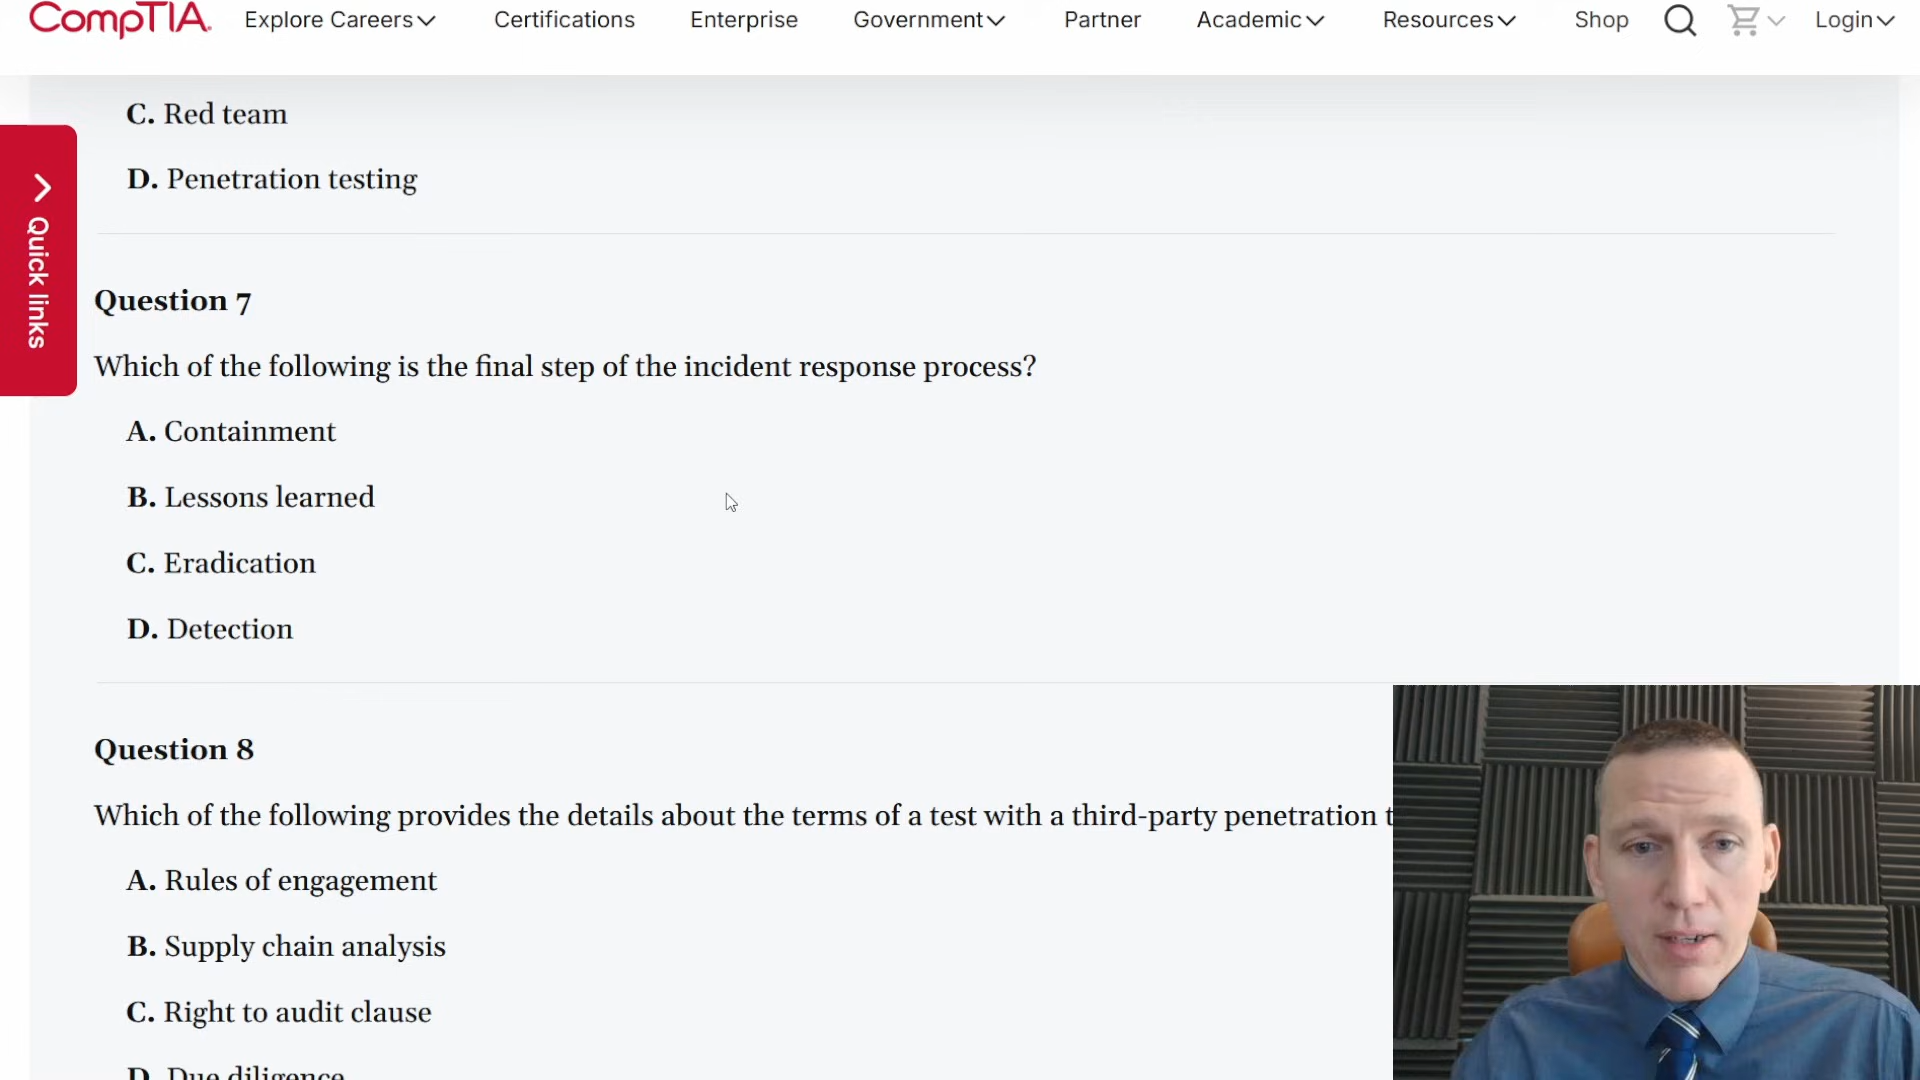 CompTIA.
Explore Careers
Certifications
Enterprise
Government
Partner
Academic
Resources
Shop
Login
Quick links
C. Red team
D. Penetration testing
Question 7
Which of the following is the final step of the incident response process?
A. Containment
B. Lessons learned
C. Eradication
D. Detection
Question 8
Which of the following provides the details about the terms of a test with a third-party penetration t
A. Rules of engagement
B. Supply chain analysis
C. Right to audit clause
D. Due diligence